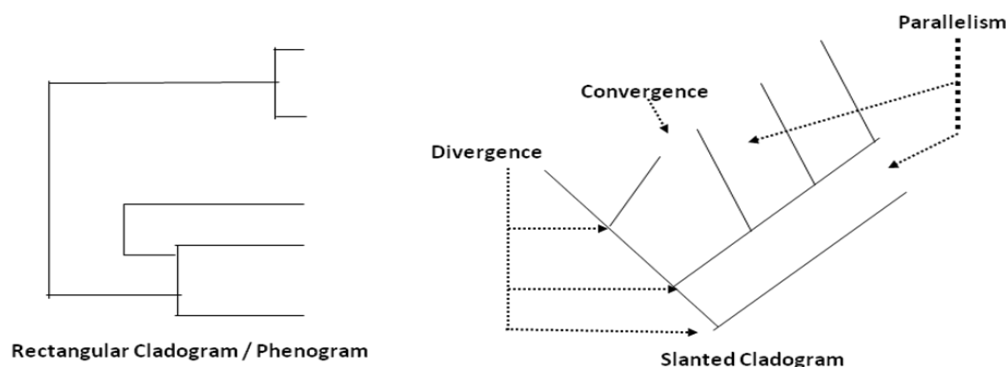 Parallelism
Convergence
Divergence
Rectangular Cladogram / Phenogram
Slanted Cladogram